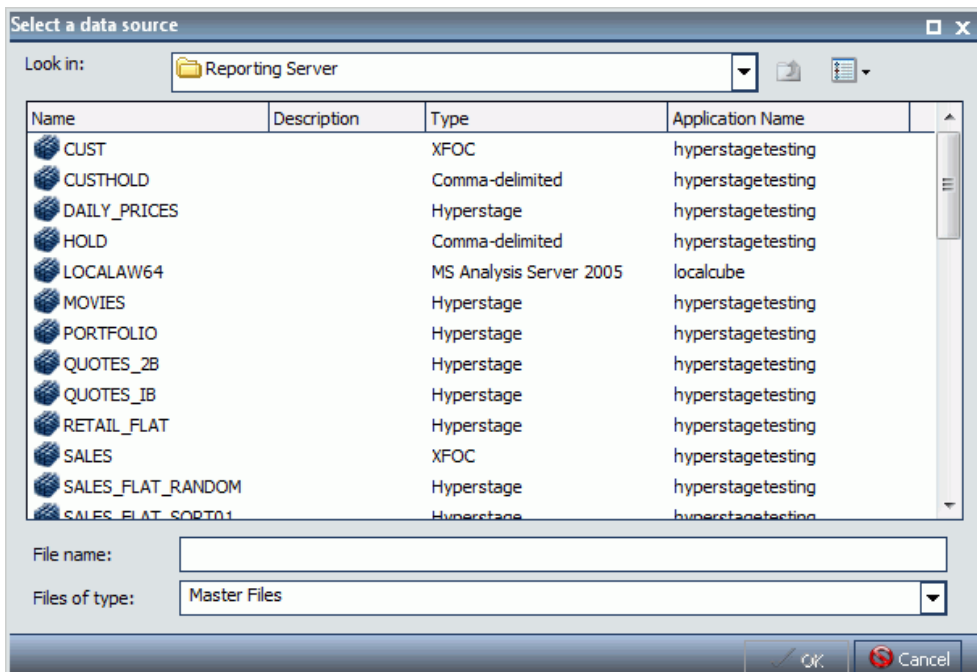 Select a data source
Look in: Reporting Server
Name Description Type Application Name
CUST XFOC hyperstagetesting
CUSTHOLD Comma-delimited hyperstagetesting
DAILY_PRICES Hyperstage hyperstagetesting
HOLD Comma-delimited hyperstagetesting
LOCALAW64 MS Analysis Server 2005 localcube
MOVIES Hyperstage hyperstagetesting
PORTFOLIO Hyperstage hyperstagetesting
QUOTES_2B Hyperstage hyperstagetesting
QUOTES_IB Hyperstage hyperstagetesting
RETAIL_FLAT Hyperstage hyperstagetesting
SALES XFOC hyperstagetesting
SALES_FLAT_RANDOM Hyperstage hyperstagetesting
SALES_FLAT_SORT01 Hyperstage hyperstagetesting
File name:
Files of type: Master Files
OK Cancel